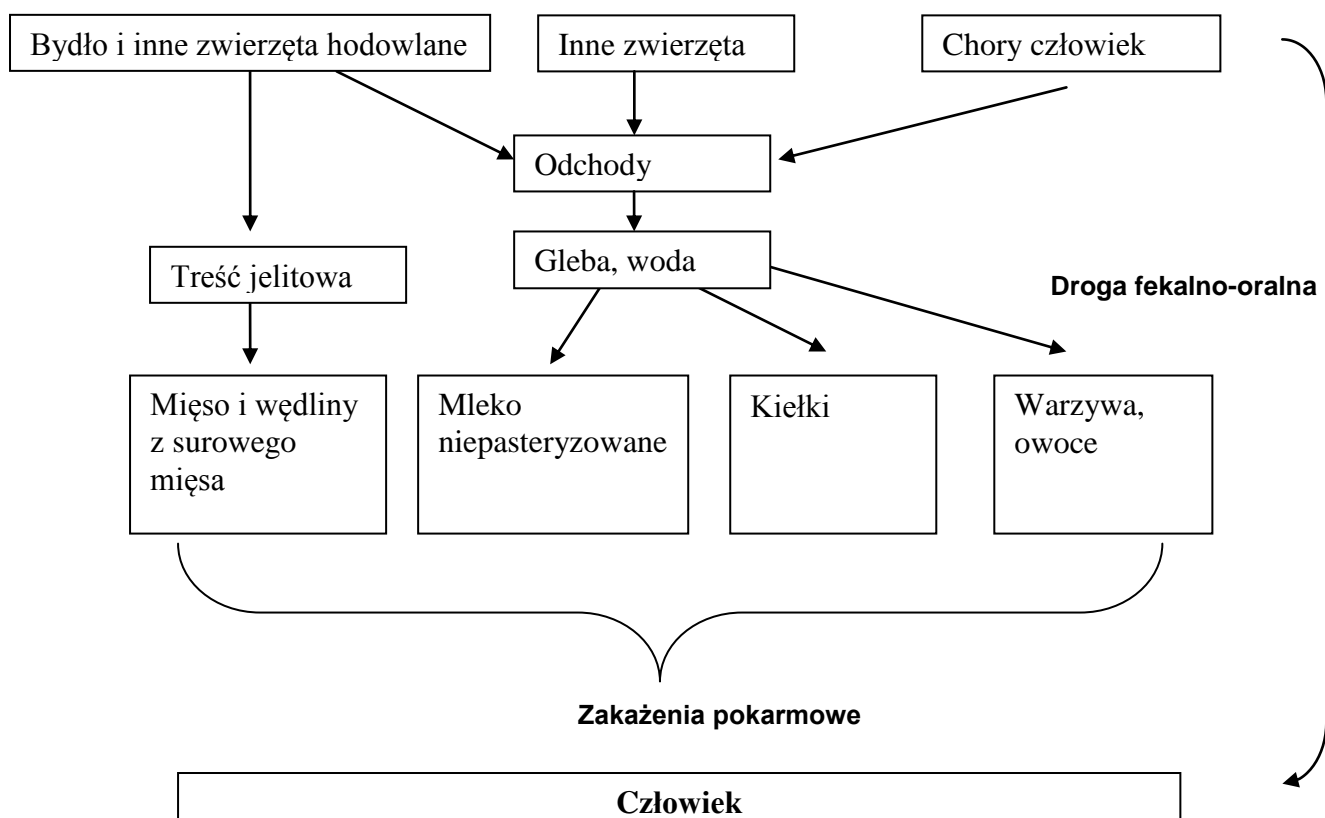 Bydło i inne zwierzęta hodowlane
Inne zwierzęta
Chory człowiek
Odchody
Treść jelitowa
Gleba, woda
Droga fekalno-oralna
Mięso i wędliny
z surowego
mięsa
Mleko
niepasteryzowane
Kiełki
Warzywa,
owoce
Zakażenia pokarmowe
Człowiek